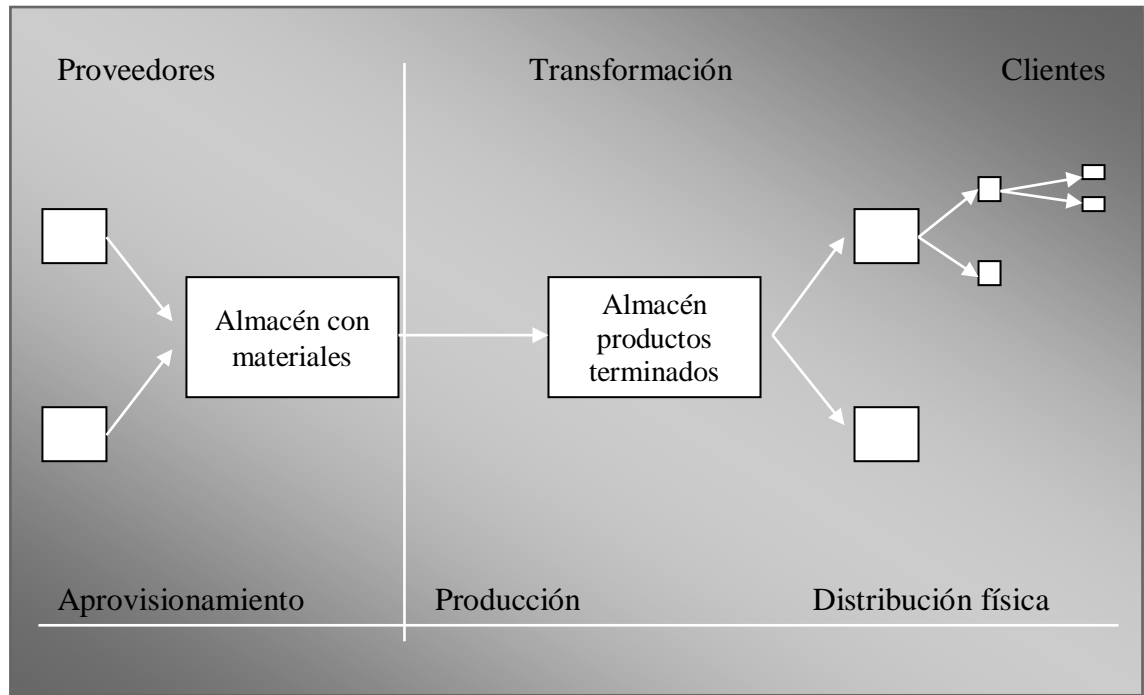 Proveedores
Transformación
Clientes
Almacén con
materiales
Almacén
productos
terminados
Aprovisionamiento
Producción
Distribución física